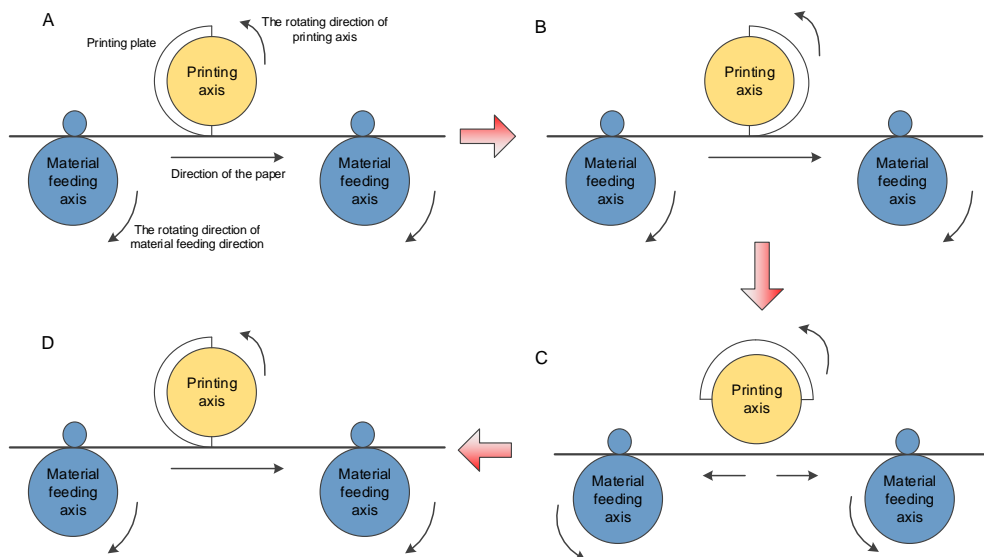 A
The rotating direction of
printing axis
Printing plate
Printing
axis
Material
feeding
axis
Direction of the paper
Material
feeding
axis
The rotating direction of
material feeding direction
B
Printing
axis
Material
feeding
axis
Material
feeding
axis
D
Printing
axis
Material
feeding
axis
Material
feeding
axis
C
Printing
axis
Material
feeding
axis
Material
feeding
axis